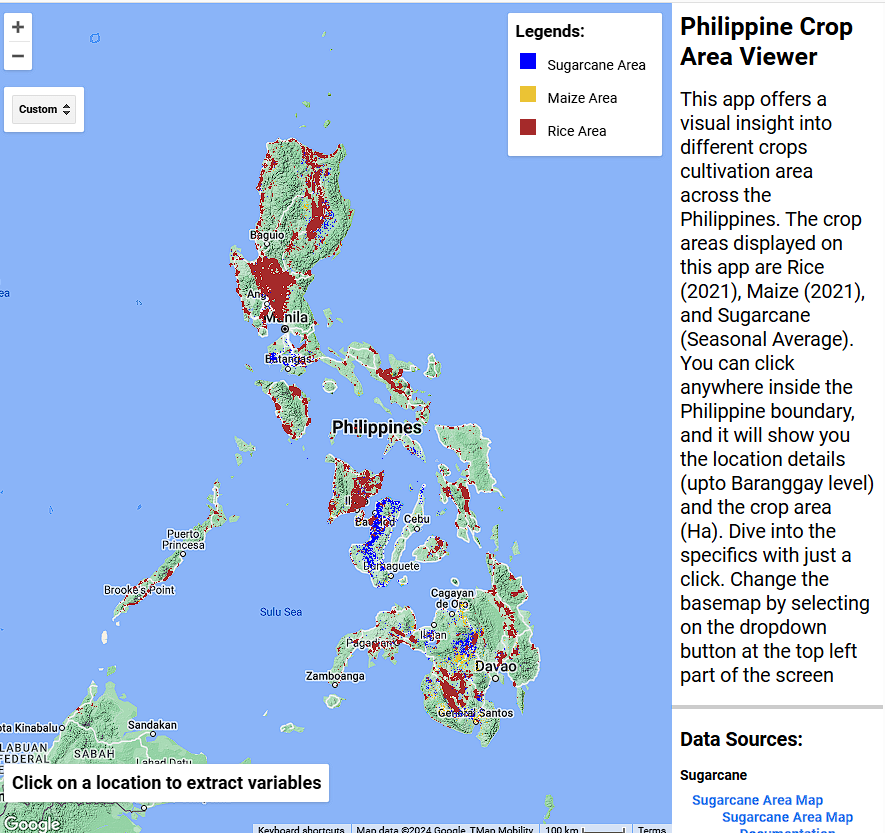 +
−
Custom
Legends:
Sugarcane Area
Maize Area
Rice Area
Baguio
Manila
Batangas
Philippines
Cebu
Puerto
Princesa
Brooke's Point
Sulu Sea
Cagayan
de Oro
Iligan
Pagadian
Davao
Zamboanga
General Santos
Sandakan
LABUAN
FEDERAL
SABAH
Lahad Datu
Click on a location to extract variables
Google
Keyboard shortcuts
Map data ©2024 Google, TMap Mobility
100 km
Terms
Philippine Crop
Area Viewer
This app offers a
visual insight into
different crops
cultivation area
across the
Philippines. The crop
areas displayed on
this app are Rice
(2021), Maize (2021),
and Sugarcane
(Seasonal Average).
You can click
anywhere inside the
Philippine boundary,
and it will show you
the location details
(upto Baranggay level)
and the crop area
(Ha). Dive into the
specifics with just a
click. Change the
basemap by selecting
on the dropdown
button at the top left
part of the screen
Data Sources:
Sugarcane
Sugarcane Area Map
Sugarcane Area Map
Documentation